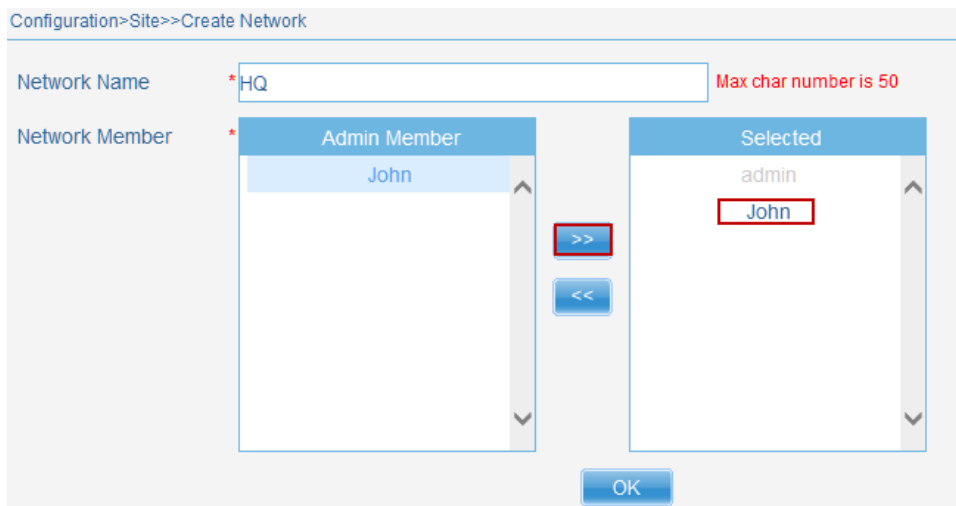 Configuration>Site>>Create Network
Network Name * HQ Max char number is 50
Network Member * Admin Member Selected
John admin
John
>>
<<
OK